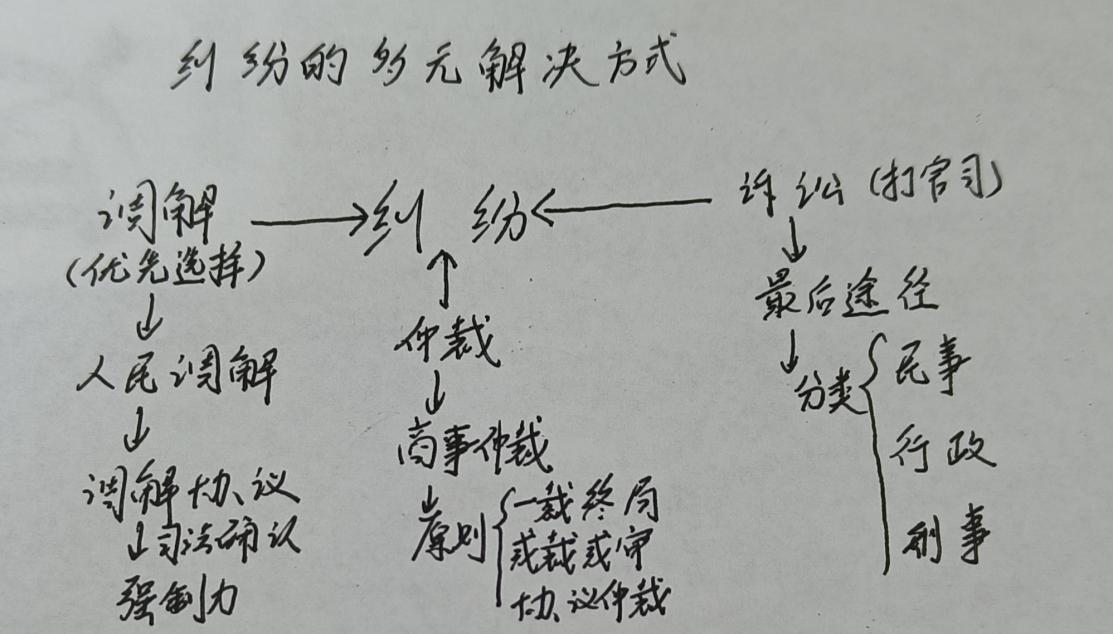 纠纷的多元解决方式
调解
(优先选择)
人民调解
调解协议
司法确认
强制力
纠纷
仲裁
商事仲裁
原则
一裁终局
或裁或审
协议仲裁
诉讼(打官司)
最后途径
分类
民事
行政
刑事